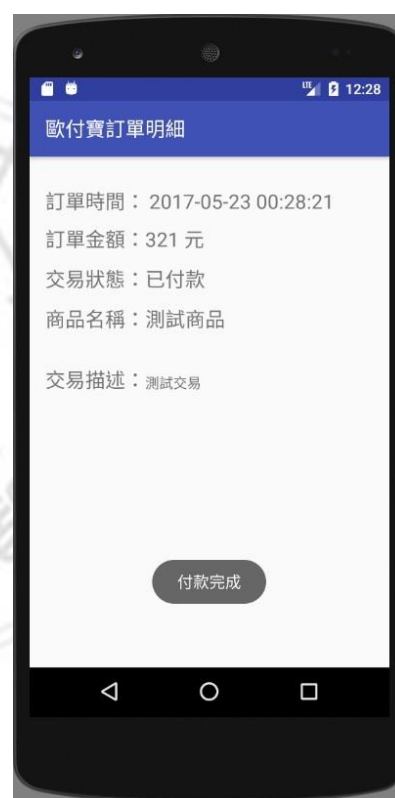 LTE 12:28
歐付寶訂單明細
訂單時間： 2017-05-23 00:28:21
訂單金額：321 元
交易狀態：已付款
商品名稱：測試商品
交易描述：測試交易
付款完成